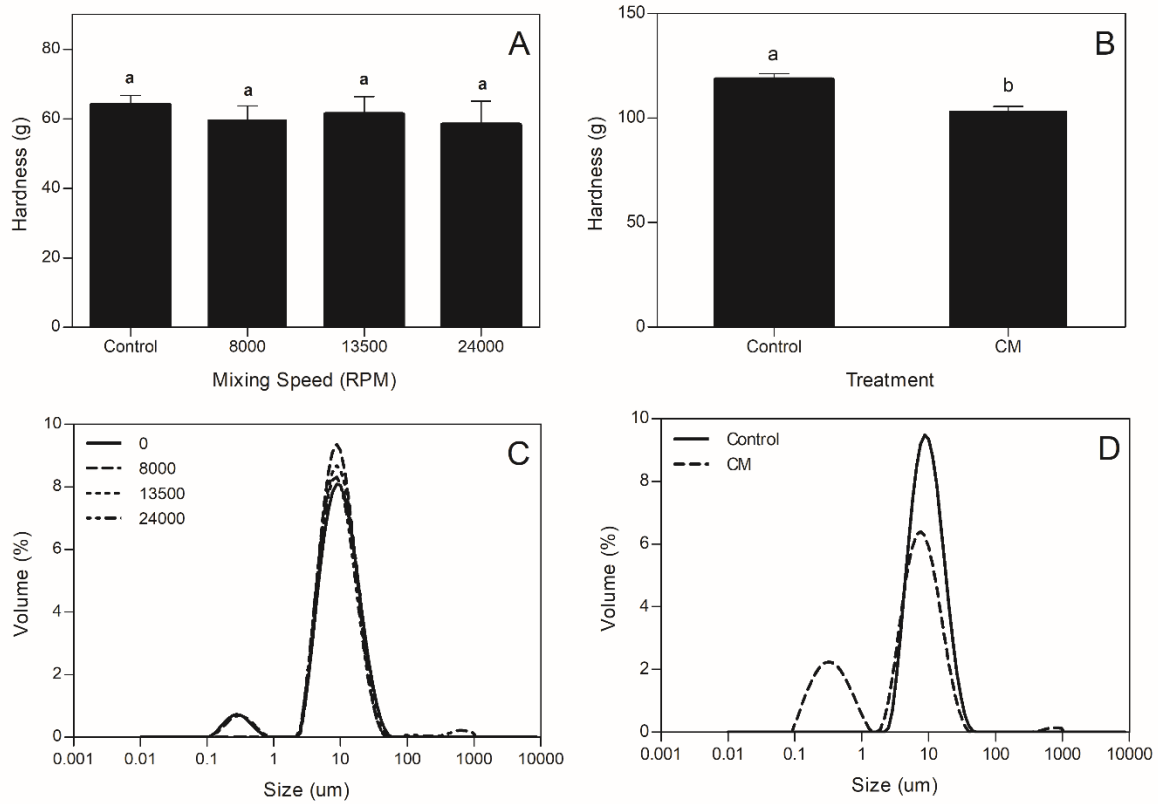 A
80
60
40
20
0
Hardness (g)
a
a
a
a
Control
8000
13500
24000
Mixing Speed (RPM)
B
150
100
50
0
Hardness (g)
a
b
Control
CM
Treatment
C
10
8
6
4
2
0
Volume (%)
0
8000
13500
24000
0.001
0.1
1
10
100
1000
10000
Size (um)
D
10
8
6
4
2
0
Volume (%)
Control
CM
0.001
0.01
0.1
1
10
100
1000
10000
Size (um)